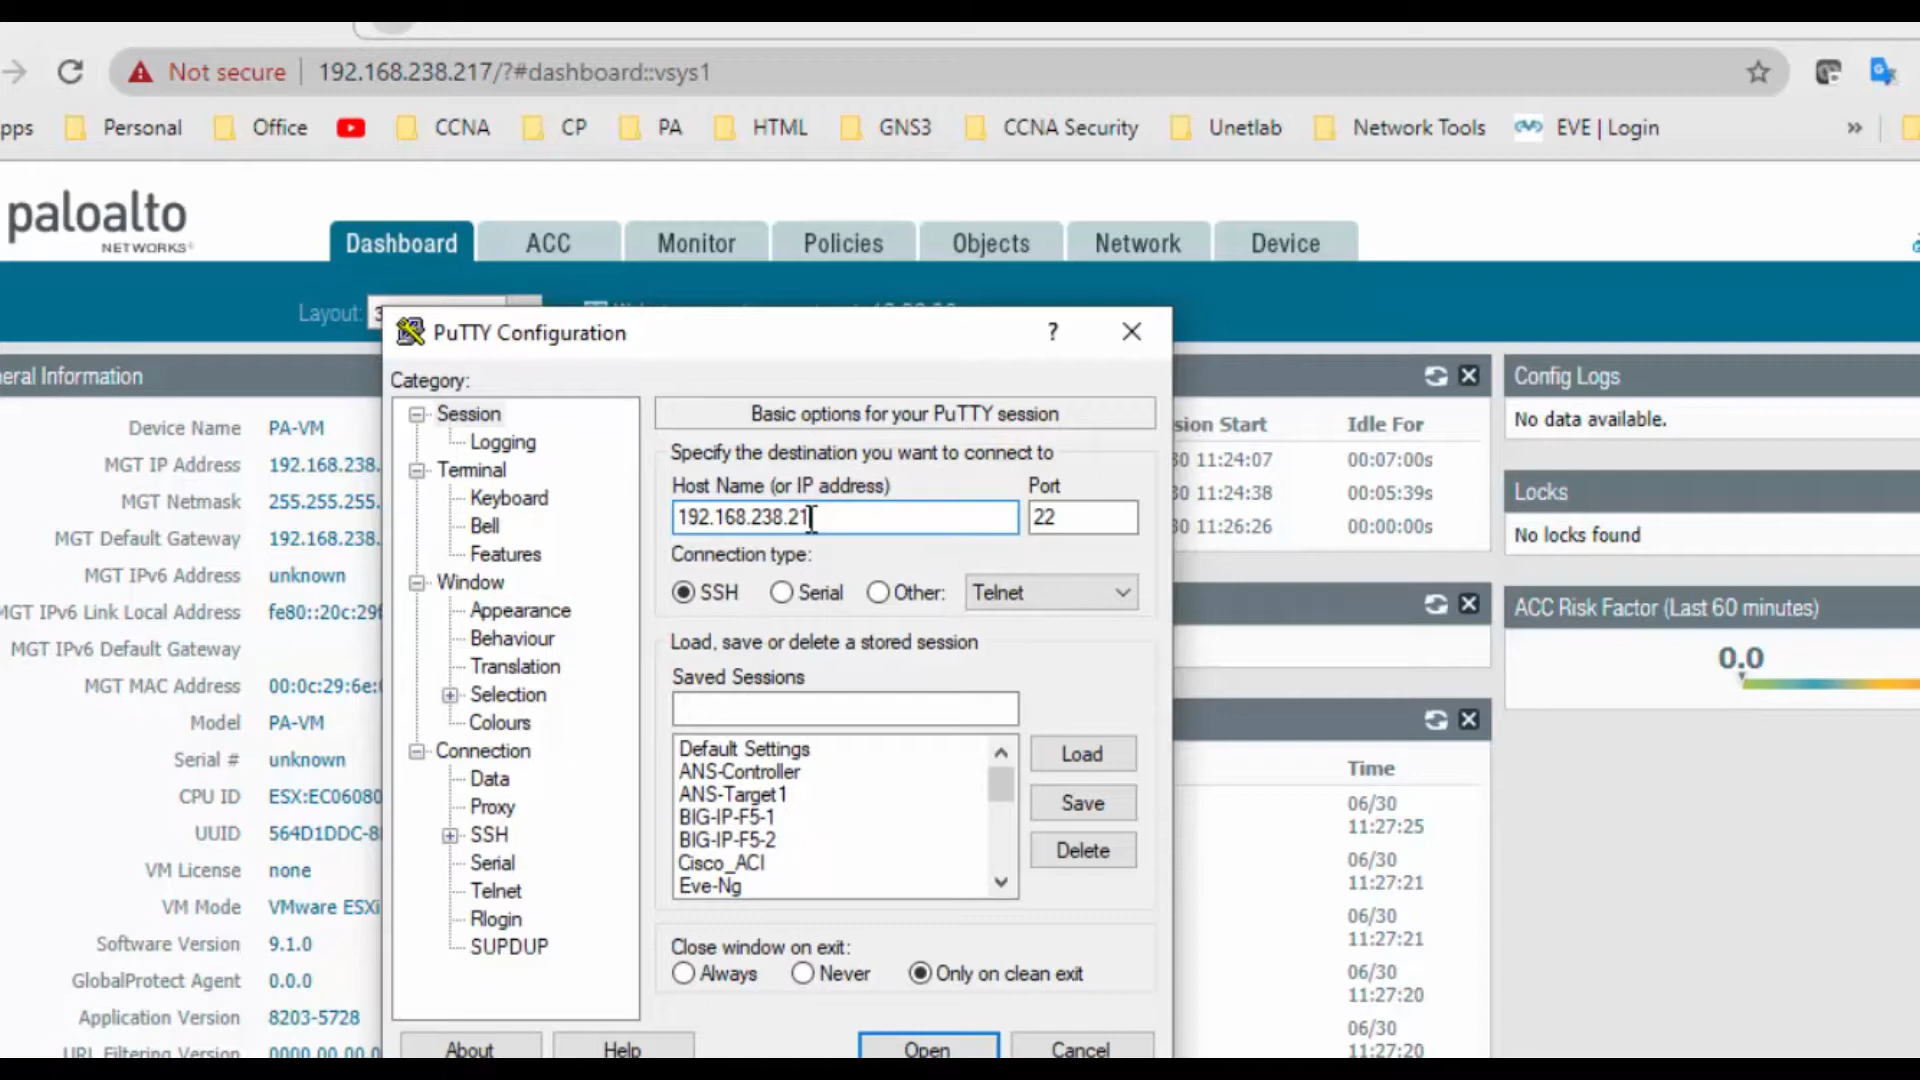 Not secure
192.168.238.217/?#dashboard::vsys1
pps
Personal
Office
CCNA
CP
PA
HTML
GNS3
CCNA Security
Unetlab
Network Tools
EVE | Login
»
paloalto
NETWORKS
Dashboard
ACC
Monitor
Policies
Objects
Network
Device
Layout:
3
PuTTY Configuration
?
Category:
Session
Logging
Terminal
Keyboard
Bell
Features
Window
Appearance
Behaviour
Translation
Selection
Colours
Connection
Data
Proxy
SSH
Serial
Telnet
Rlogin
SUPDUP
About
Help
Basic options for your PuTTY session
Specify the destination you want to connect to
Host Name (or IP address)
Port
192.168.238.21
22
Connection type:
SSH
Serial
Other:
Telnet
Load, save or delete a stored session
Saved Sessions
Default Settings
ANS-Controller
ANS-Target1
BIG-IP-F5-1
BIG-IP-F5-2
Cisco_ACI
Eve-Ng
Load
Save
Delete
Close window on exit:
Always
Never
Only on clean exit
Open
Cancel
eral Information
Device Name PA-VM
MGT IP Address 192.168.238.
MGT Netmask 255.255.255.
MGT Default Gateway 192.168.238.
MGT IPv6 Address unknown
MGT IPv6 Link Local Address fe80::20c:29f
MGT IPv6 Default Gateway
MGT MAC Address 00:0c:29:6e:
Model PA-VM
Serial # unknown
CPU ID ESX:EC06080
UUID 564D1DDC-8
VM License none
VM Mode VMware ESXi
Software Version 9.1.0
GlobalProtect Agent 0.0.0
Application Version 8203-5728
URL Filtering Version 0000.00.00.0
sion Start Idle For
30 11:24:07 00:07:00s
30 11:24:38 00:05:39s
30 11:26:26 00:00:00s
Time
06/30
11:27:25
06/30
11:27:21
06/30
11:27:21
06/30
11:27:20
06/30
11:27:20
Config Logs
No data available.
Locks
No locks found
ACC Risk Factor (Last 60 minutes)
0.0